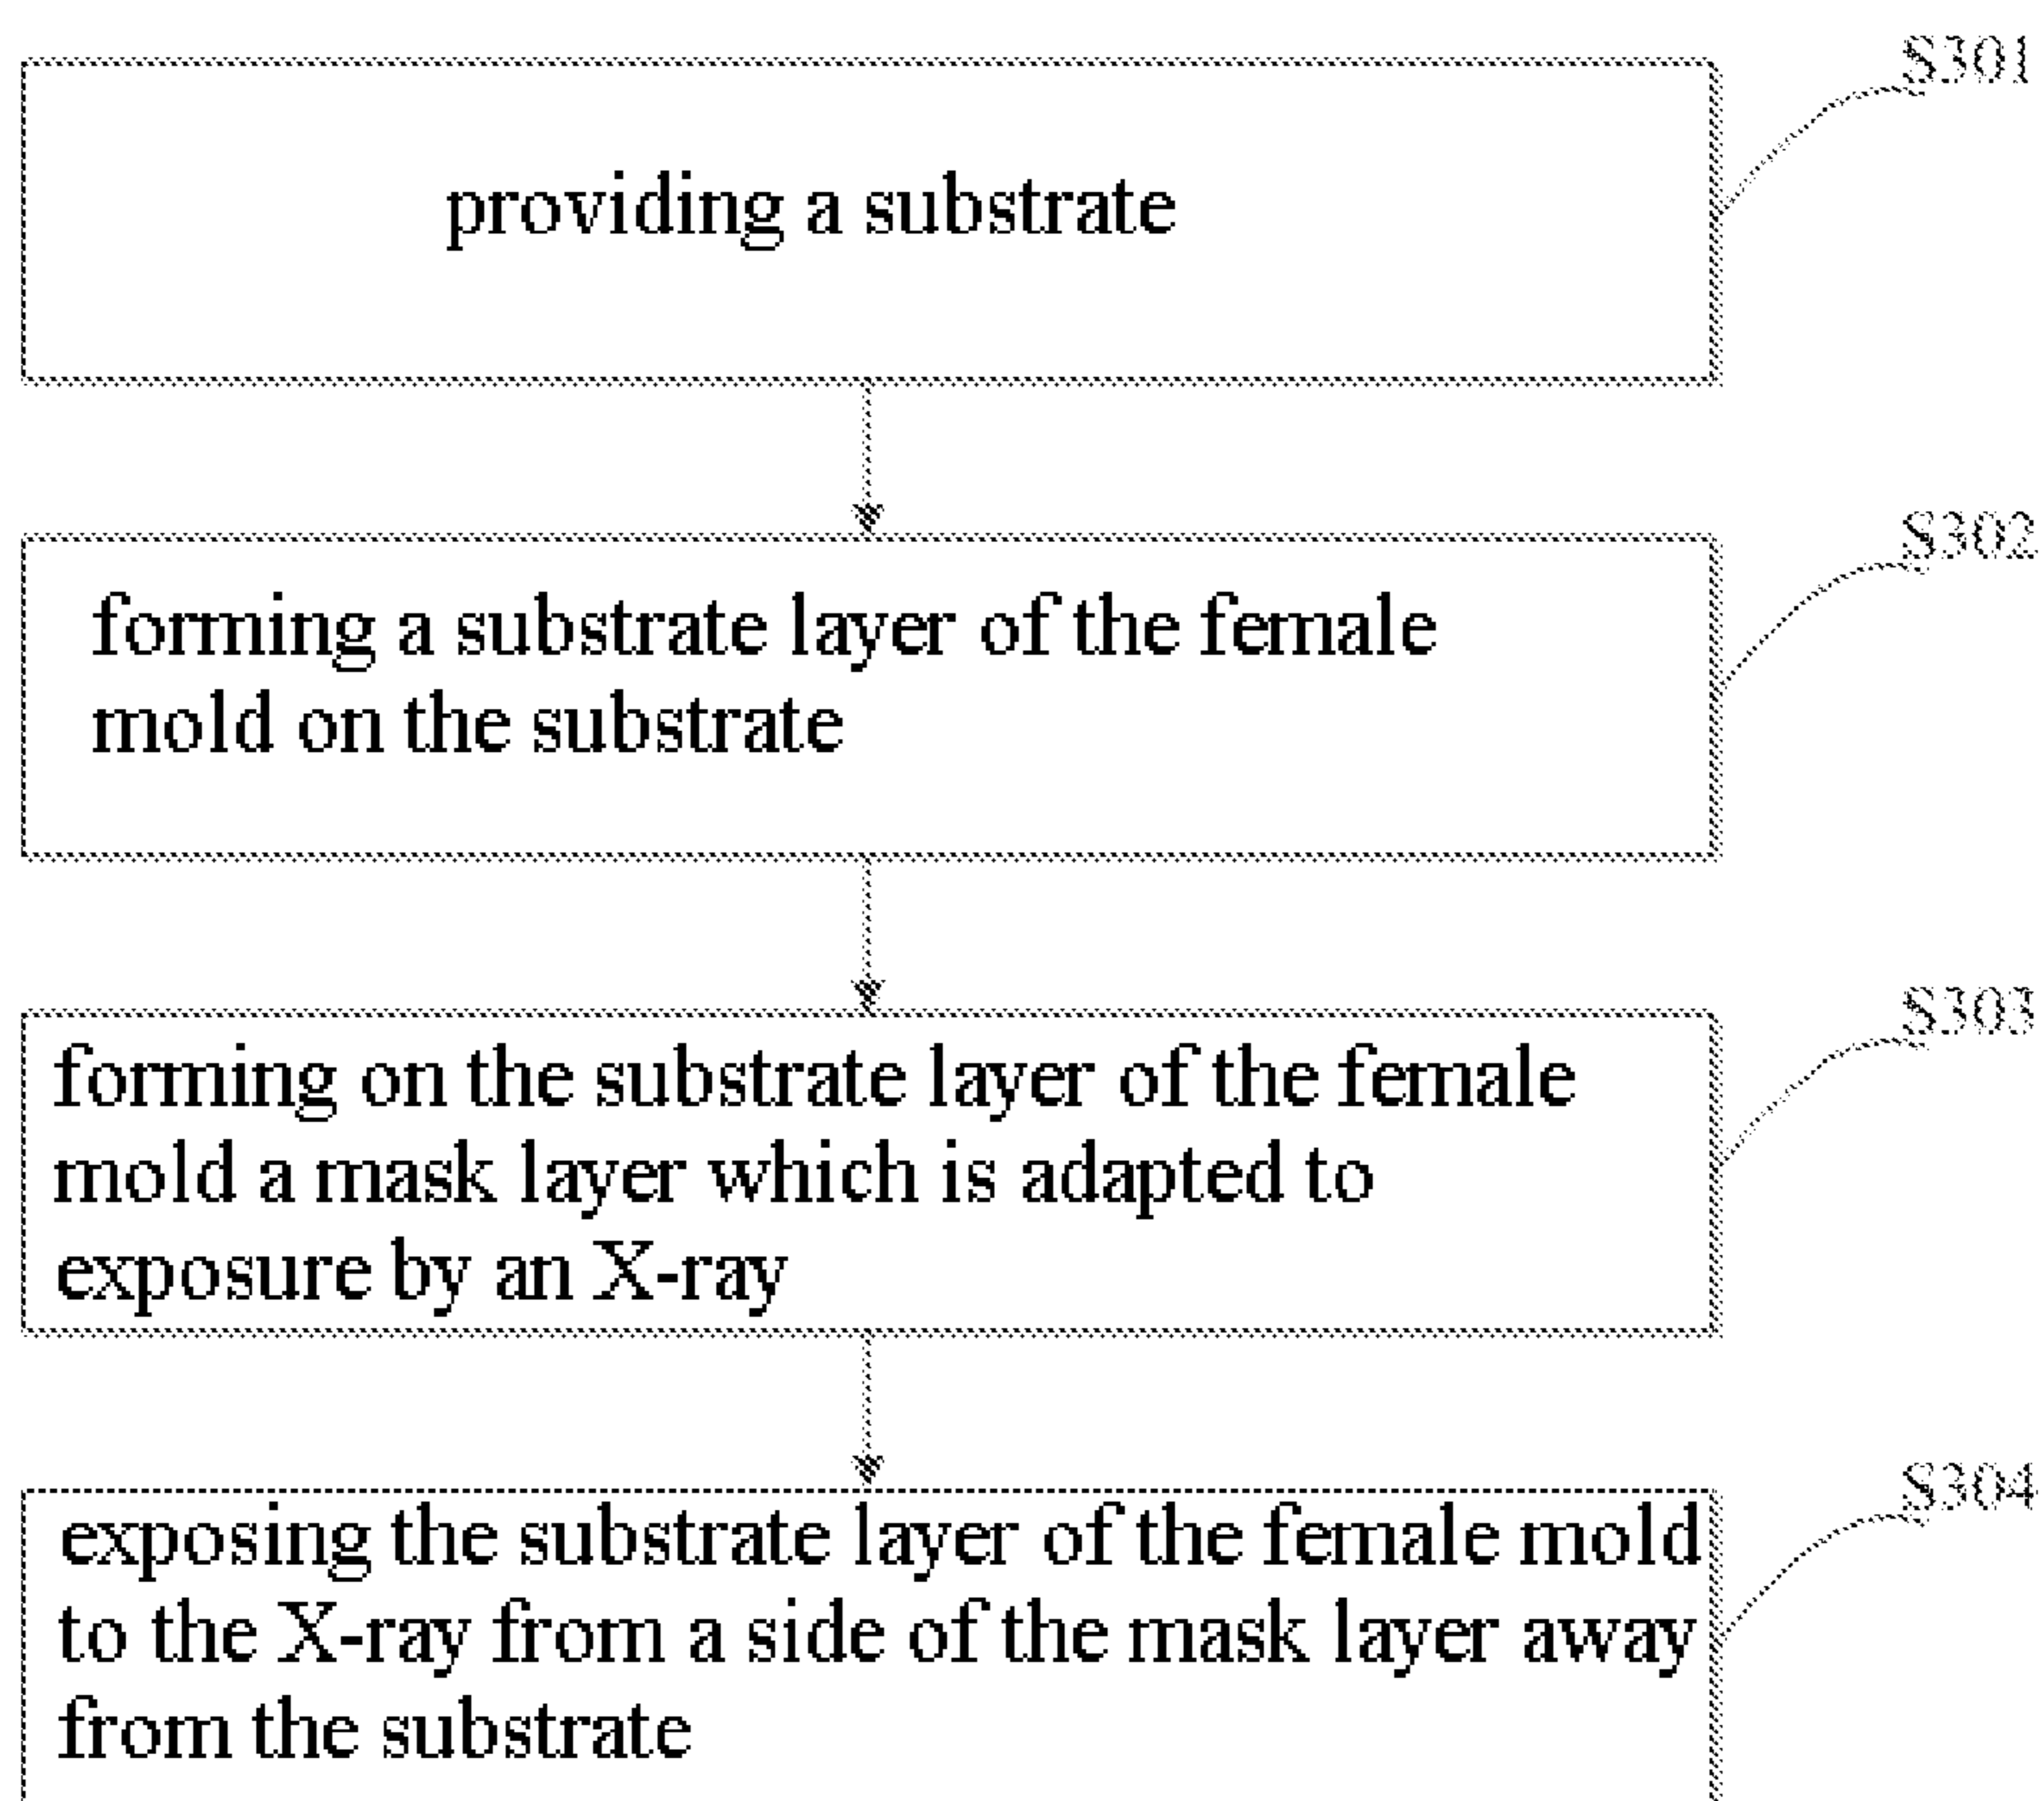 S301
providing a substrate
S302
forming a substrate layer of the female
mold on the substrate
S303
forming on the substrate layer of the female
mold a mask layer which is adapted to
exposure by an X-ray
S304
exposing the substrate layer of the female mold
to the X-ray from a side of the mask layer away
from the substrate